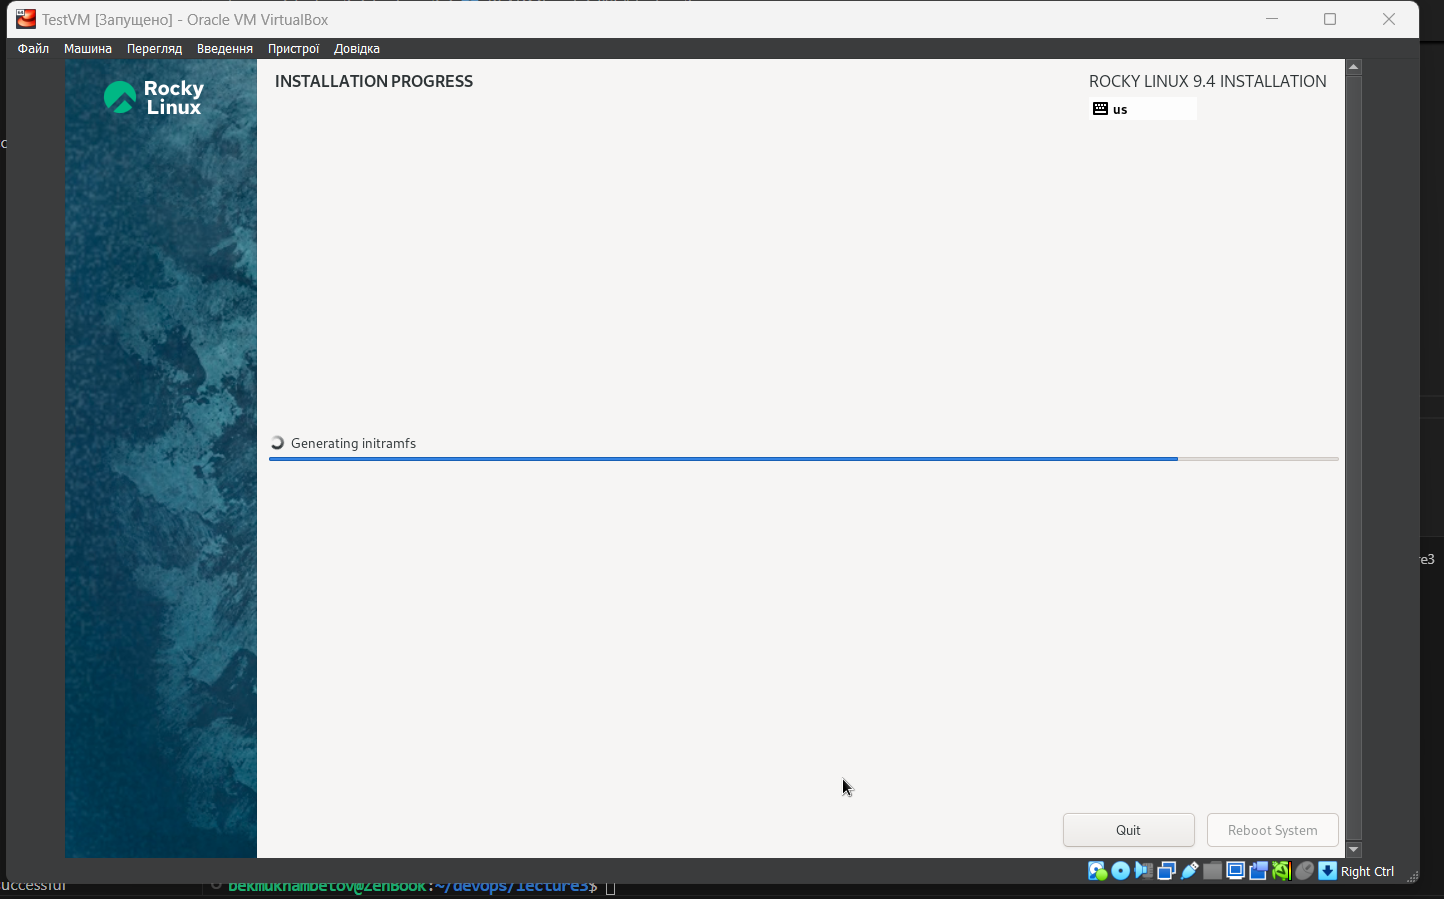 TestVM [Запущено] - Oracle VM VirtualBox
Файл Машина Перегляд Введення Пристрої Довідка
Rocky
Linux
INSTALLATION PROGRESS
ROCKY LINUX 9.4 INSTALLATION
us
Generating initramfs
re3
Quit
Reboot System
Right Ctrl
uccessful
bekmukhambetov@ZenBook:~/devops/lecture3$